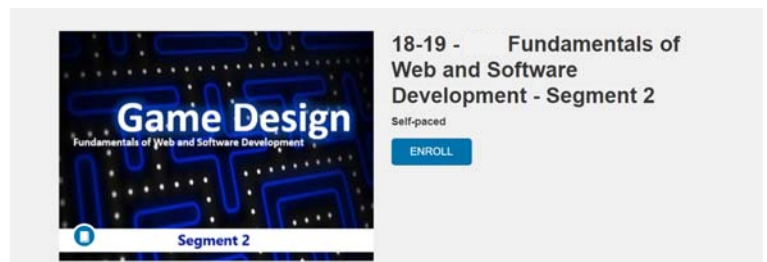 Game Design
Fundamentals of Web and Software Development
Segment 2
18-19 - Fundamentals of
Web and Software
Development - Segment 2
Self-paced
ENROLL